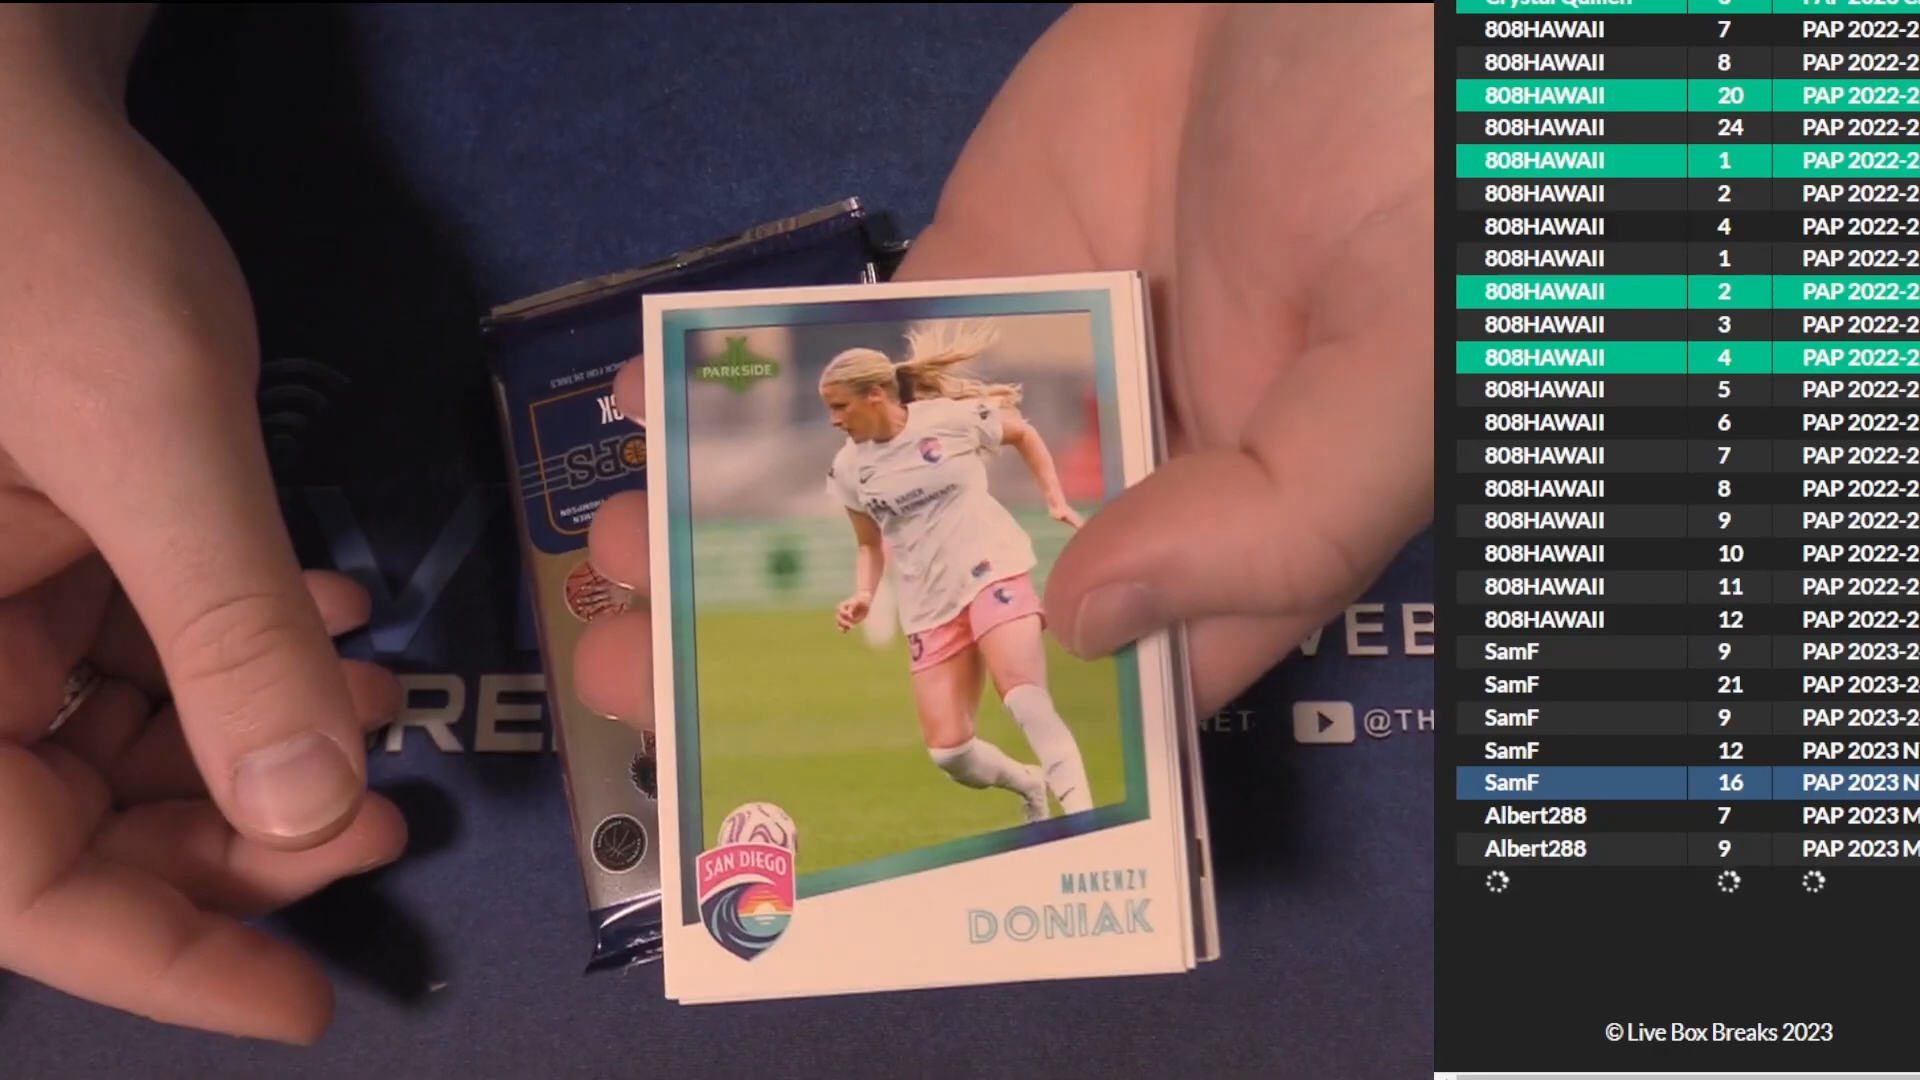 PARKSIDE
KAISER
PERMANENTE
SAN DIEGO
MAKENZY
DONIAK
OPS
RE
WEB
@TH
808HAWAII 7 PAP 2022-2
808HAWAII 8 PAP 2022-2
808HAWAII 20 PAP 2022-2
808HAWAII 24 PAP 2022-2
808HAWAII 1 PAP 2022-2
808HAWAII 2 PAP 2022-2
808HAWAII 4 PAP 2022-2
808HAWAII 1 PAP 2022-2
808HAWAII 2 PAP 2022-2
808HAWAII 3 PAP 2022-2
808HAWAII 4 PAP 2022-2
808HAWAII 5 PAP 2022-2
808HAWAII 6 PAP 2022-2
808HAWAII 7 PAP 2022-2
808HAWAII 8 PAP 2022-2
808HAWAII 9 PAP 2022-2
808HAWAII 10 PAP 2022-2
808HAWAII 11 PAP 2022-2
808HAWAII 12 PAP 2022-2
SamF 9 PAP 2023-2
SamF 21 PAP 2023-2
SamF 9 PAP 2023-2
SamF 12 PAP 2023 N
SamF 16 PAP 2023 N
Albert288 7 PAP 2023 M
Albert288 9 PAP 2023 M
© Live Box Breaks 2023